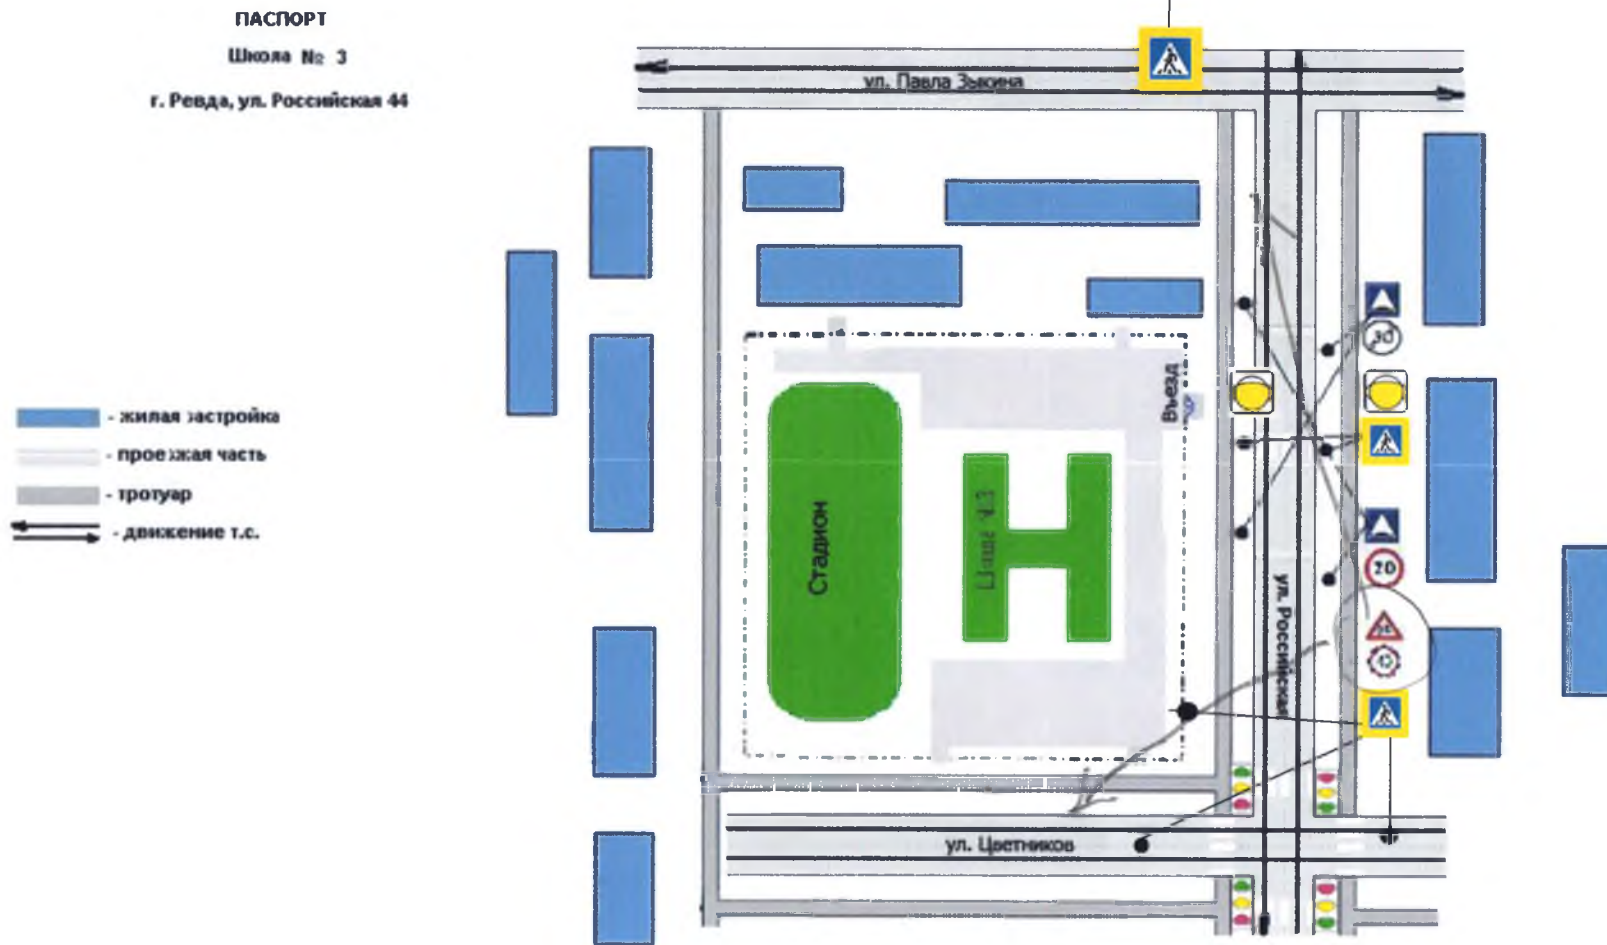 ПАСПОРТ
Школа № 3
г. Ревда, ул. Российская 44
ул. Павла Зыкина
30
Въезд
- жилая застройка
- проезжая часть
- тротуар
- движение т.с.
Стадион
20
ул. Российская
ул. Цветников